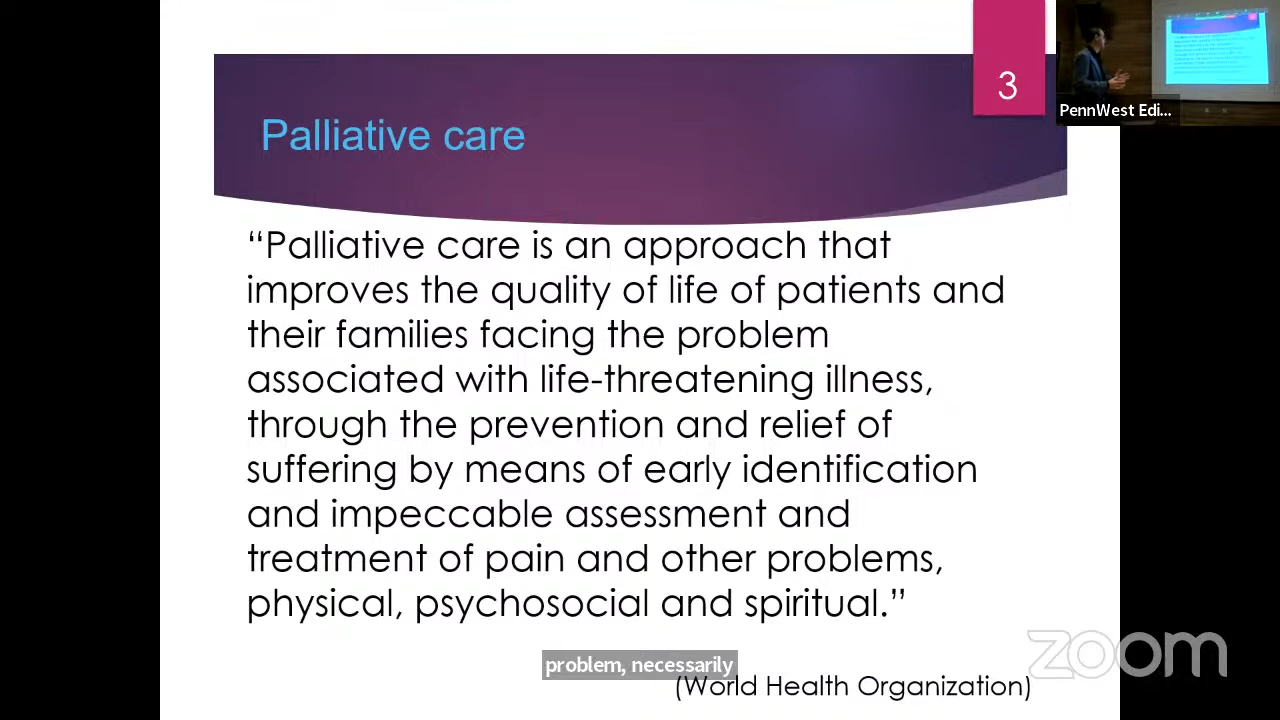 3
PennWest Edi...
Palliative care
“Palliative care is an approach that
improves the quality of life of patients and
their families facing the problem
associated with life-threatening illness,
through the prevention and relief of
suffering by means of early identification
and impeccable assessment and
treatment of pain and other problems,
physical, psychosocial and spiritual.”
problem, necessarily
(World Health Organization)
zoom